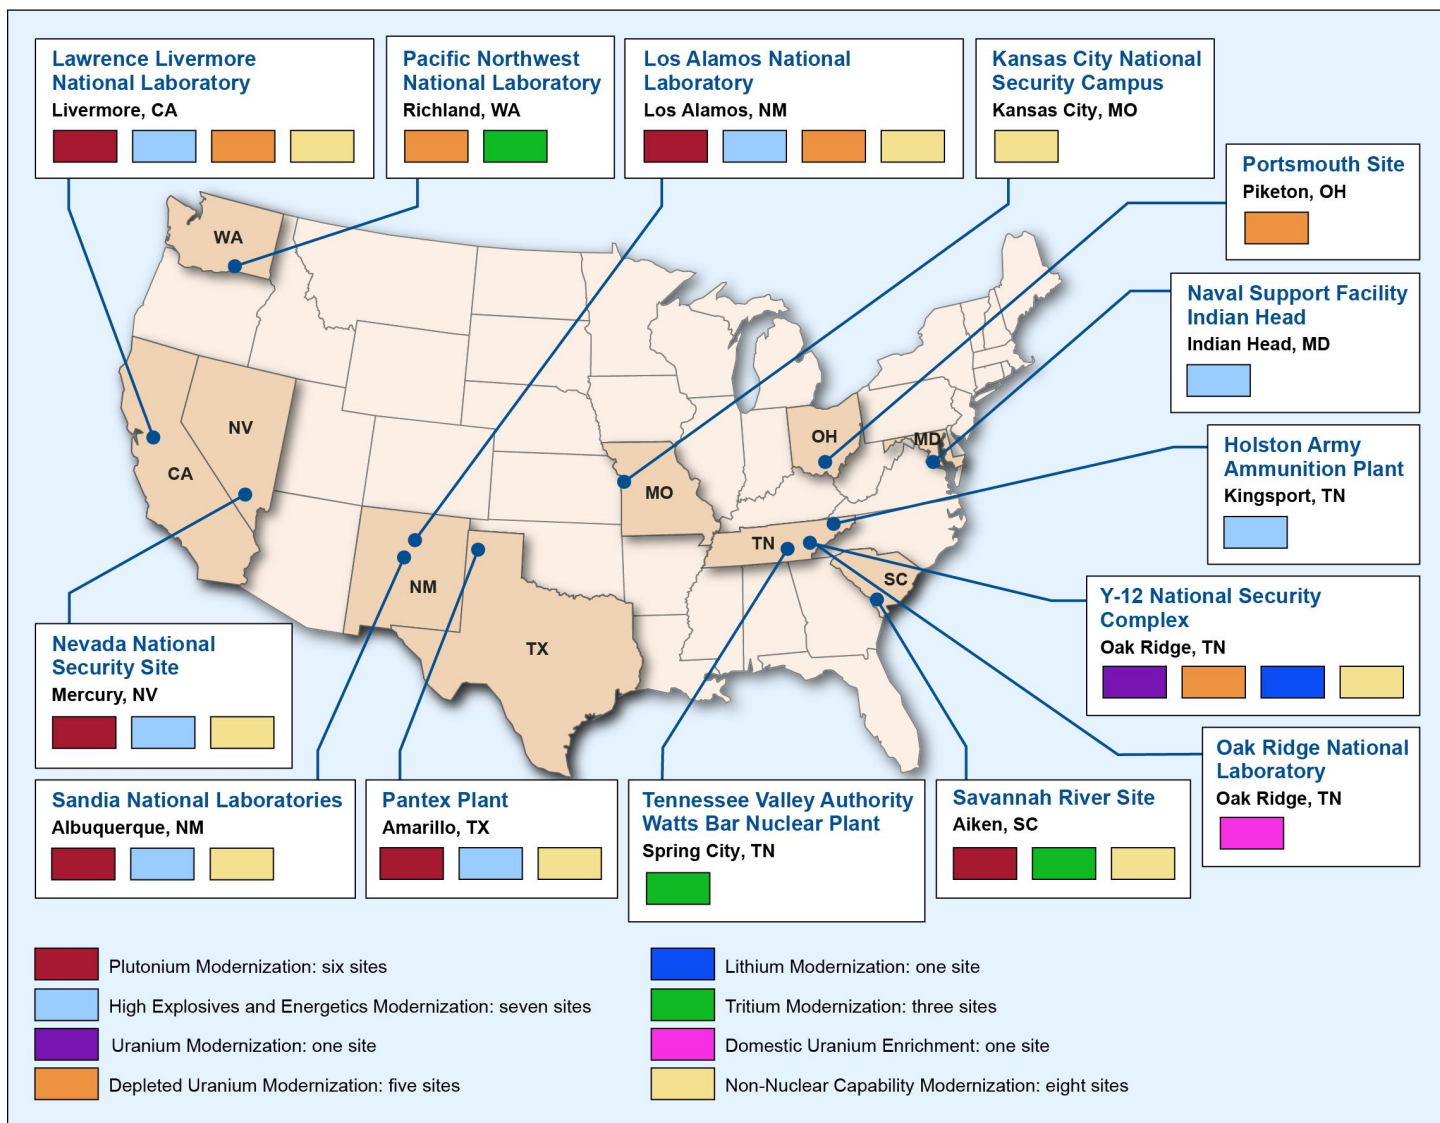 Lawrence Livermore
National Laboratory
Livermore, CA
Pacific Northwest
National Laboratory
Richland, WA
Los Alamos National
Laboratory
Los Alamos, NM
Kansas City National
Security Campus
Kansas City, MO
Portsmouth Site
Piketon, OH
Naval Support Facility
Indian Head
Indian Head, MD
Holston Army
Ammunition Plant
Kingsport, TN
Y-12 National Security
Complex
Oak Ridge, TN
Oak Ridge National
Laboratory
Oak Ridge, TN
WA
NV
CA
OH
MD
MO
TN
NM
SC
TX
Nevada National
Security Site
Mercury, NV
Sandia National Laboratories
Albuquerque, NM
Pantex Plant
Amarillo, TX
Tennessee Valley Authority
Watts Bar Nuclear Plant
Spring City, TN
Savannah River Site
Aiken, SC
Plutonium Modernization: six sites
High Explosives and Energetics Modernization: seven sites
Uranium Modernization: one site
Depleted Uranium Modernization: five sites
Lithium Modernization: one site
Tritium Modernization: three sites
Domestic Uranium Enrichment: one site
Non-Nuclear Capability Modernization: eight sites